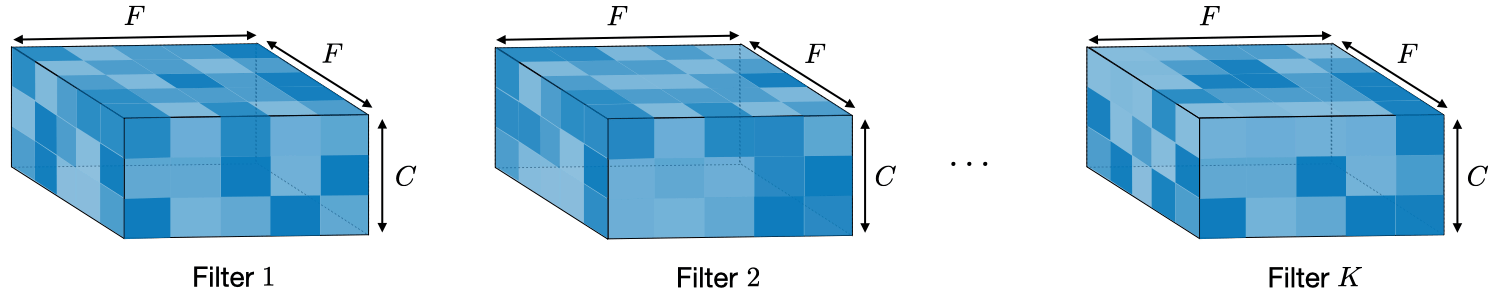 F F F
F F F
C C ... C
Filter 1 Filter 2 Filter K